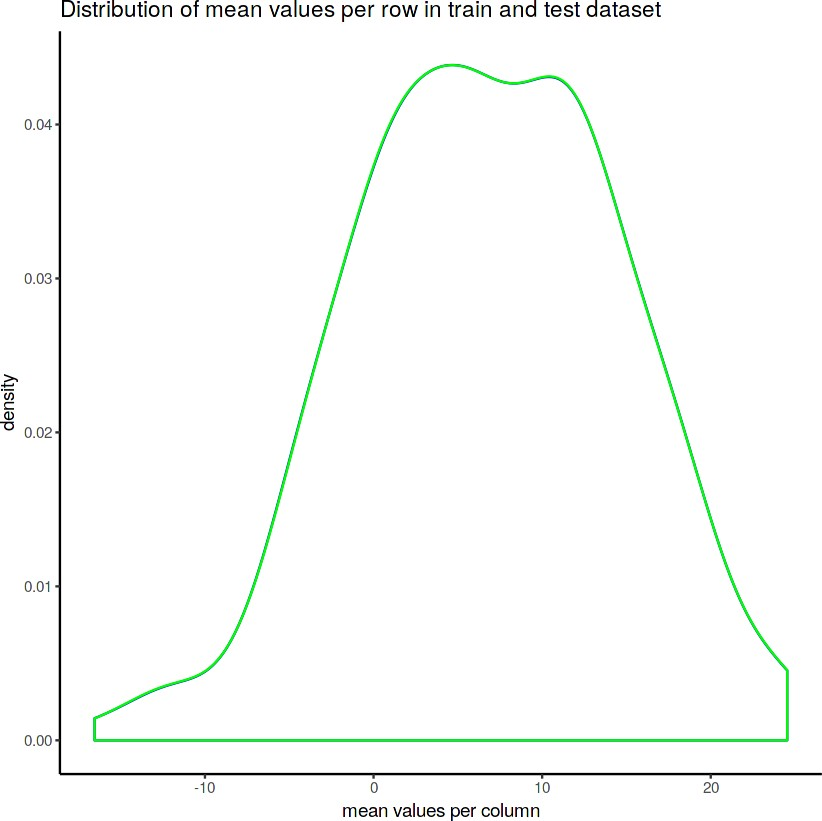 Distribution of mean values per row in train and test dataset
density
0.04
0.03
0.02
0.01
0.00
-10 0 10 20
mean values per column